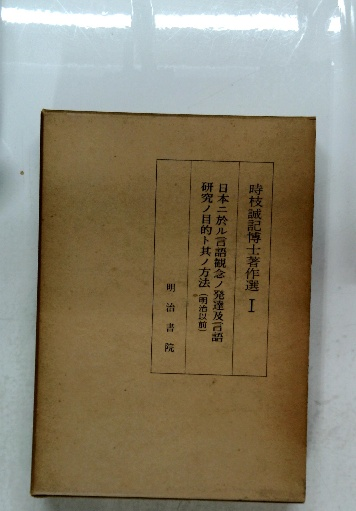 時枝誠記博士著作選 I
日本ニ於ル言語観念ノ発達及言語
研究ノ目的ト其ノ方法(明治以前)
明治書院